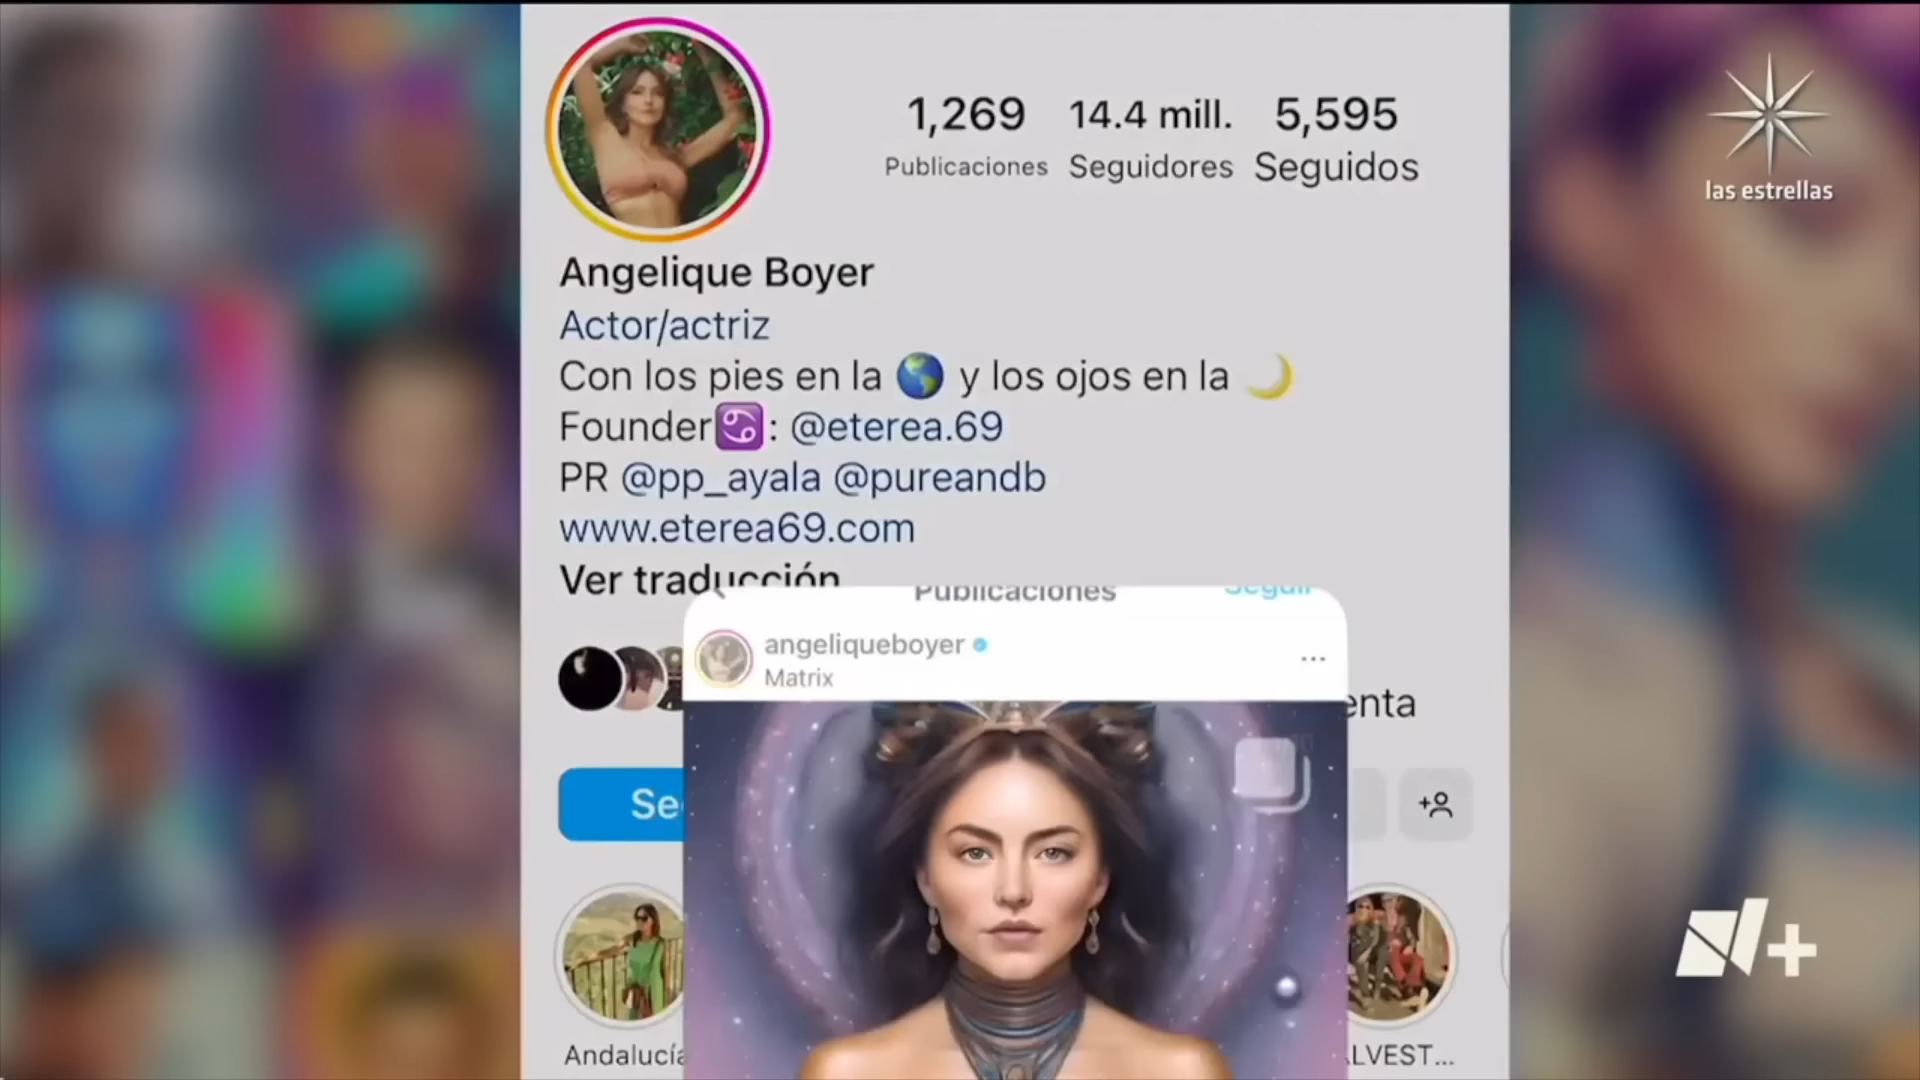 1,269 14.4 mill. 5,595
Publicaciones Seguidores Seguidos
las estrellas
Angelique Boyer
Actor/actriz
Con los pies en la 🌎 y los ojos en la 🌙
Founder♋: @eterea.69
PR @pp_ayala @pureandb
www.eterea69.com
Ver traducción
Publicaciones Seguir
angeliqueboyer
Matrix
enta
Se
N+
Andalucía
LVEST...